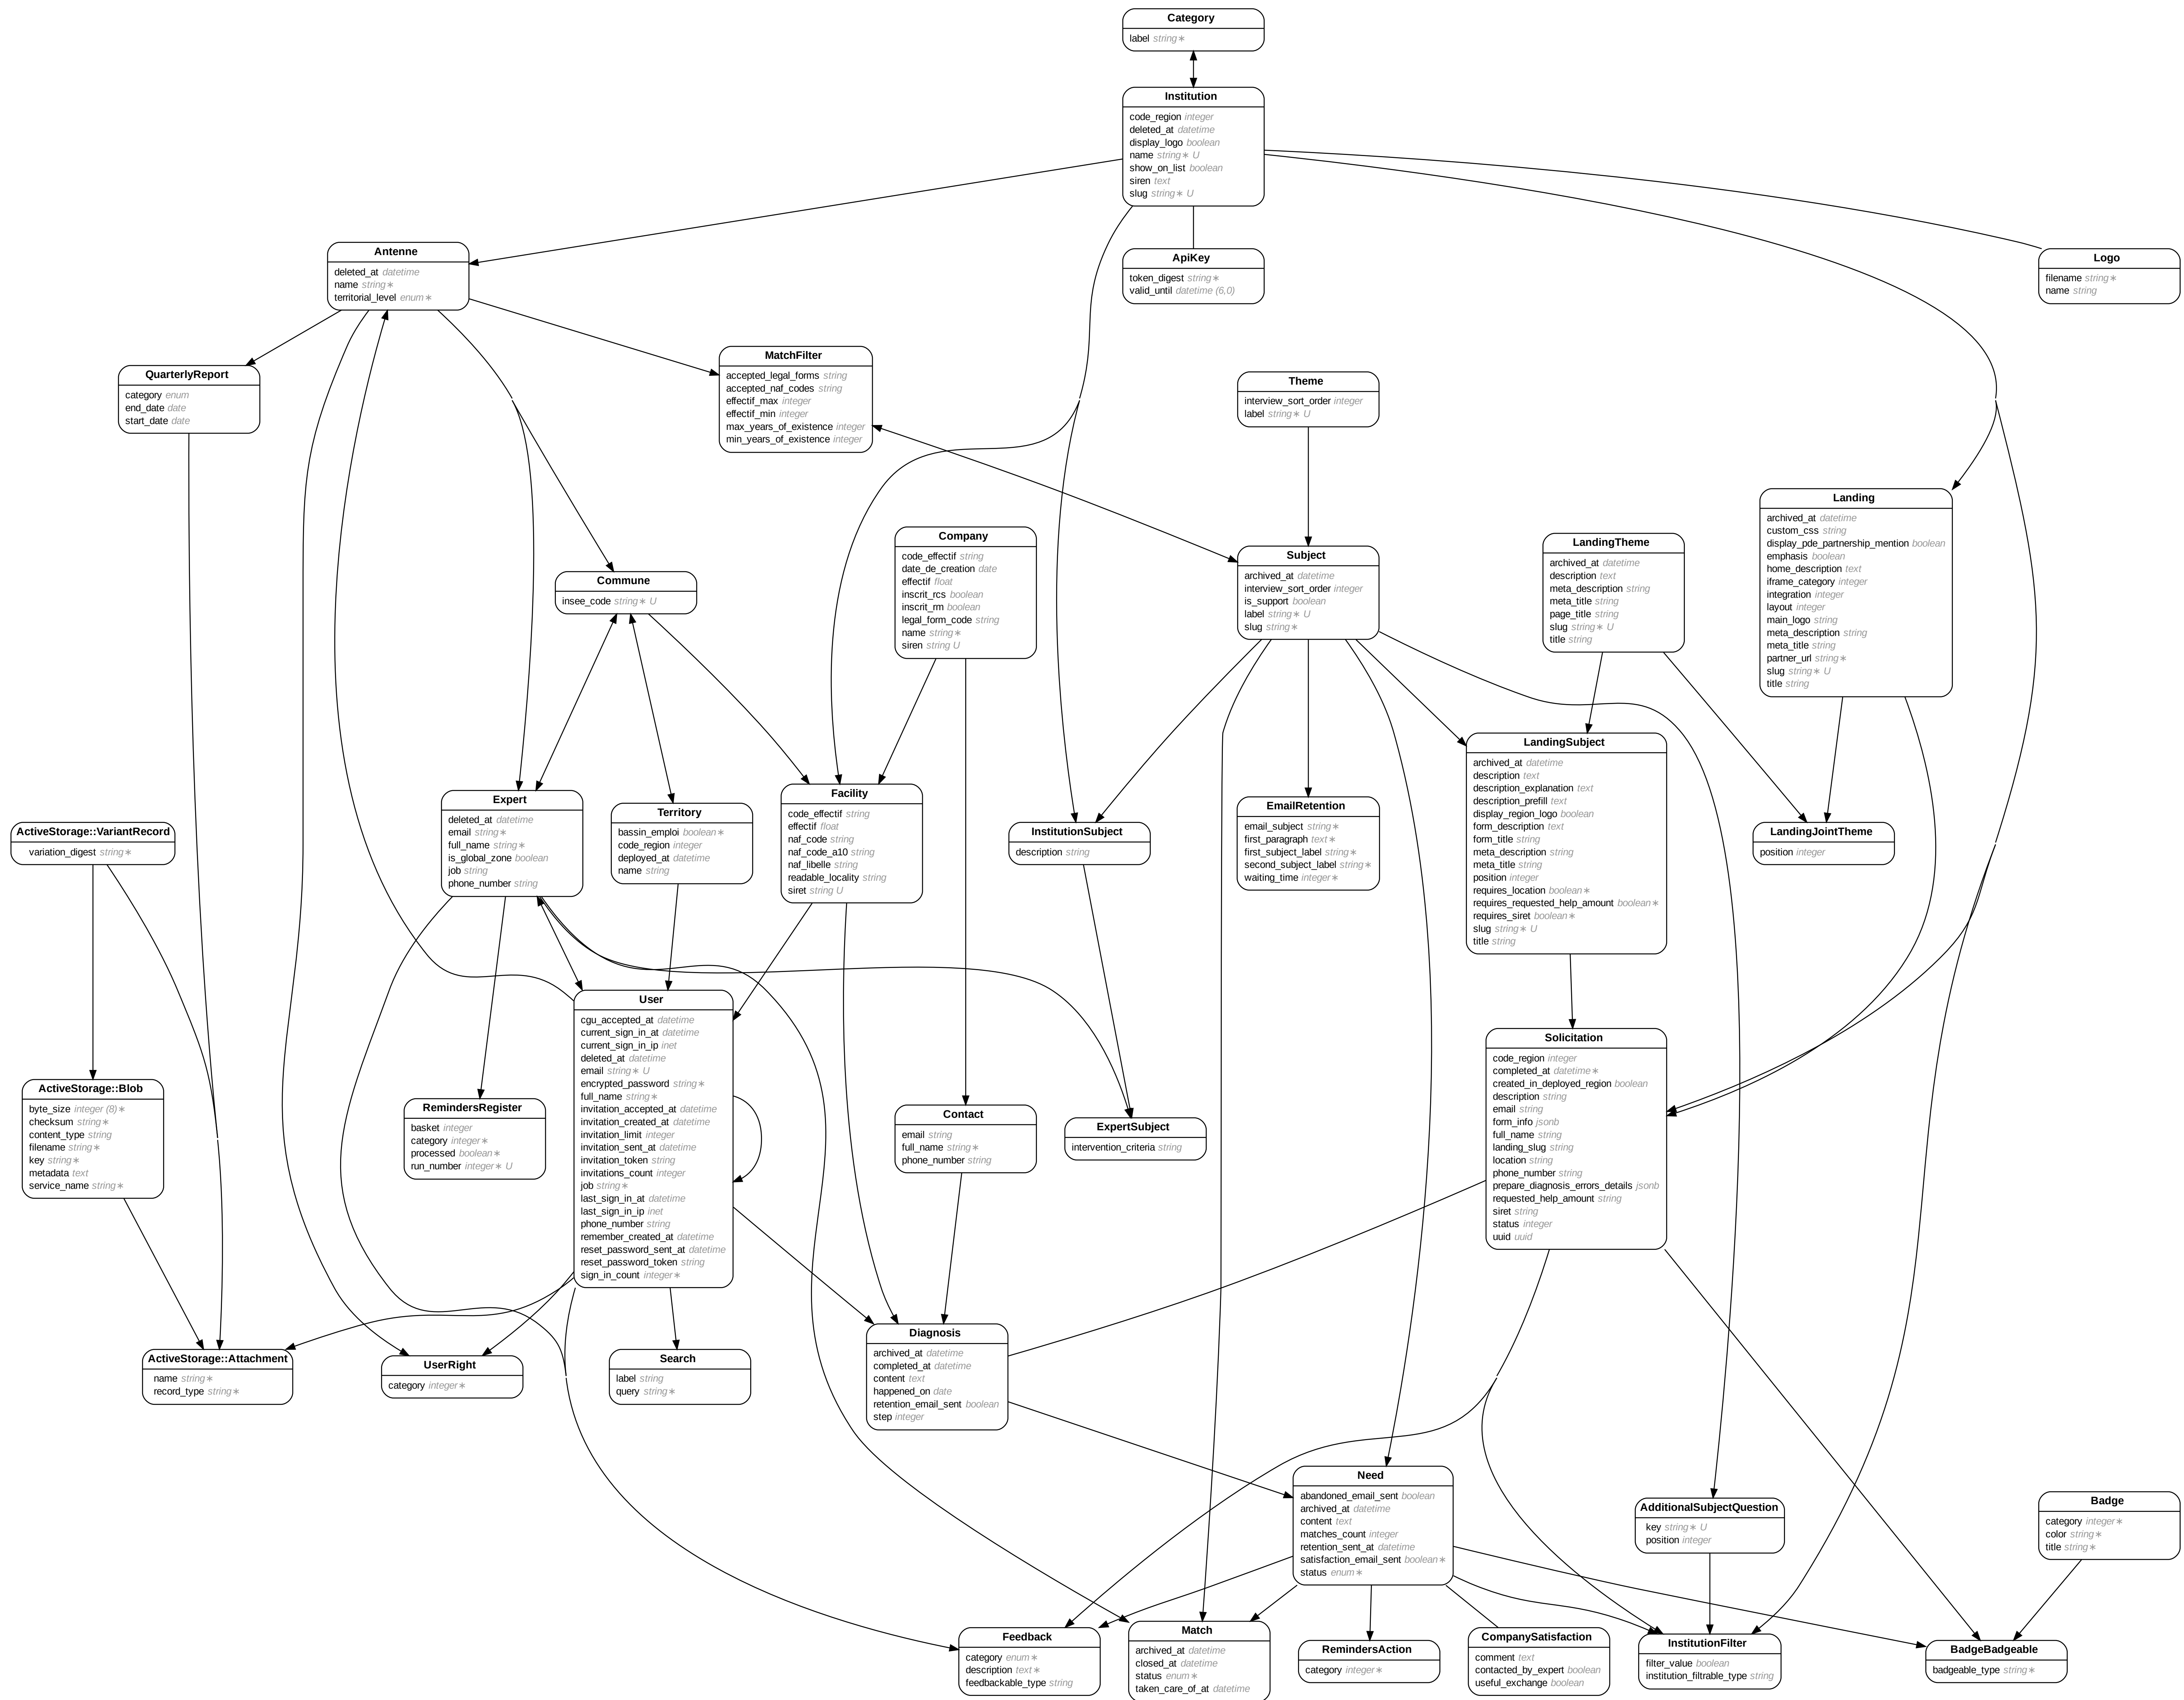 Category
label string∗
Institution
code_region integer
deleted_at datetime
display_logo boolean
name string∗ U
show_on_list boolean
siren text
slug string∗ U
Antenne
deleted_at datetime
name string∗
territorial_level enum∗
ApiKey
token_digest string∗
valid_until datetime (6,0)
Logo
filename string∗
name string
QuarterlyReport
category enum
end_date date
start_date date
MatchFilter
accepted_legal_forms string
accepted_naf_codes string
effectif_max integer
effectif_min integer
max_years_of_existence integer
min_years_of_existence integer
Theme
interview_sort_order integer
label string∗ U
Landing
archived_at datetime
custom_css string
display_pde_partnership_mention boolean
emphasis boolean
home_description text
iframe_category integer
integration integer
layout integer
main_logo string
meta_description string
meta_title string
partner_url string∗
slug string∗ U
title string
Company
code_effectif string
date_de_creation date
effectif float
inscrit_rcs boolean
inscrit_rm boolean
legal_form_code string
name string∗
siren string U
LandingTheme
archived_at datetime
description text
meta_description string
meta_title string
page_title string
slug string∗ U
title string
Subject
archived_at datetime
interview_sort_order integer
is_support boolean
label string∗ U
slug string∗
Commune
insee_code string∗ U
LandingSubject
archived_at datetime
description text
description_explanation text
description_prefill text
display_region_logo boolean
form_description text
form_title string
meta_description string
meta_title string
position integer
requires_location boolean∗
requires_requested_help_amount boolean∗
requires_siret boolean∗
slug string∗ U
title string
Expert
deleted_at datetime
email string∗
full_name string∗
is_global_zone boolean
job string
phone_number string
Territory
bassin_emploi boolean∗
code_region integer
deployed_at datetime
name string
Facility
code_effectif string
effectif float
naf_code string
naf_code_a10 string
naf_libelle string
readable_locality string
siret string U
EmailRetention
email_subject string∗
first_paragraph text∗
first_subject_label string∗
second_subject_label string∗
waiting_time integer∗
ActiveStorage::VariantRecord
variation_digest string∗
InstitutionSubject
description string
LandingJointTheme
position integer
User
cgu_accepted_at datetime
current_sign_in_at datetime
current_sign_in_ip inet
deleted_at datetime
email string∗ U
encrypted_password string∗
full_name string∗
invitation_accepted_at datetime
invitation_created_at datetime
invitation_limit integer
invitation_sent_at datetime
invitation_token string
invitations_count integer
job string∗
last_sign_in_at datetime
last_sign_in_ip inet
phone_number string
remember_created_at datetime
reset_password_sent_at datetime
reset_password_token string
sign_in_count integer∗
Solicitation
code_region integer
completed_at datetime∗
created_in_deployed_region boolean
description string
email string
form_info jsonb
full_name string
landing_slug string
location string
phone_number string
prepare_diagnosis_errors_details jsonb
requested_help_amount string
siret string
status integer
uuid uuid
ActiveStorage::Blob
byte_size integer (8)∗
checksum string∗
content_type string
filename string∗
key string∗
metadata text
service_name string∗
RemindersRegister
basket integer
category integer∗
processed boolean∗
run_number integer∗ U
Contact
email string
full_name string∗
phone_number string
ExpertSubject
intervention_criteria string
ActiveStorage::Attachment
name string∗
record_type string∗
UserRight
category integer∗
Search
label string
query string∗
Diagnosis
archived_at datetime
completed_at datetime
content text
happened_on date
retention_email_sent boolean
step integer
Need
abandoned_email_sent boolean
archived_at datetime
content text
matches_count integer
retention_sent_at datetime
satisfaction_email_sent boolean∗
status enum∗
AdditionalSubjectQuestion
key string∗ U
position integer
Badge
category integer∗
color string∗
title string∗
Feedback
category enum∗
description text∗
feedbackable_type string
Match
archived_at datetime
closed_at datetime
status enum∗
taken_care_of_at datetime
RemindersAction
category integer∗
CompanySatisfaction
comment text
contacted_by_expert boolean
useful_exchange boolean
InstitutionFilter
filter_value boolean
institution_filtrable_type string
BadgeBadgeable
badgeable_type string∗